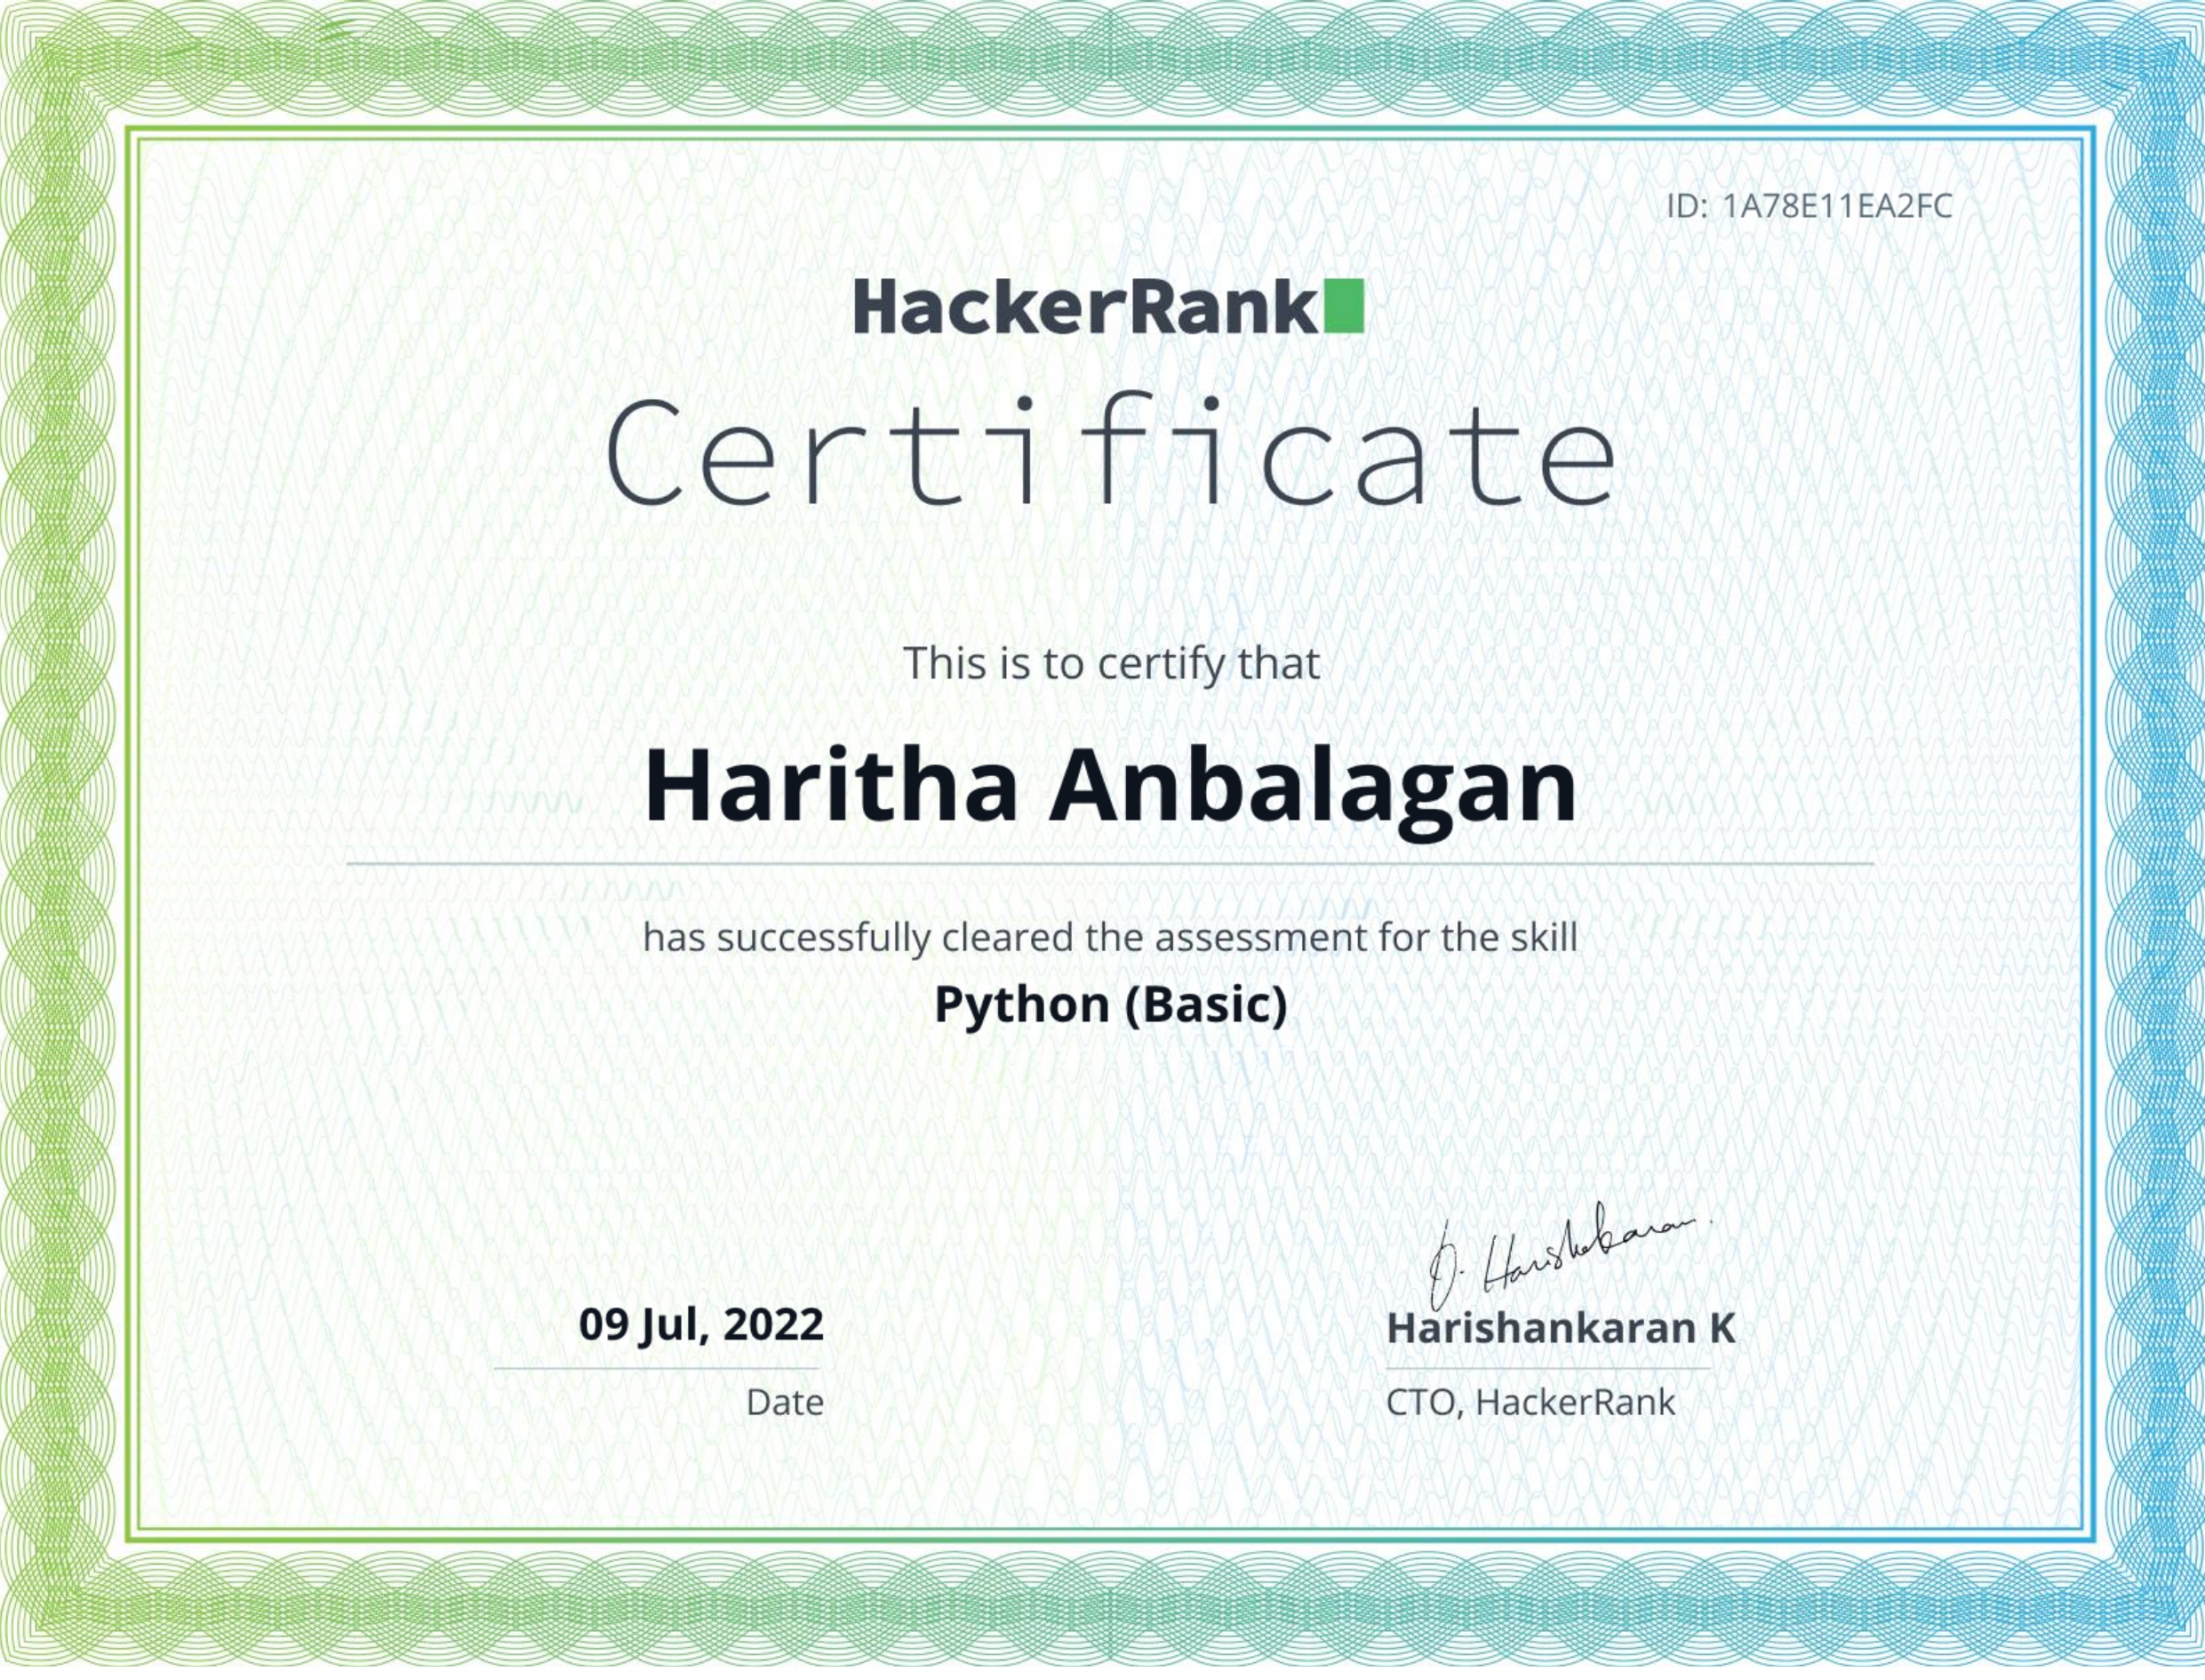 ID: 1A78E11EA2FC
HackerRank
Certificate
This is to certify that
Haritha Anbalagan
has successfully cleared the assessment for the skill
Python (Basic)
D. Harishankaran
09 Jul, 2022
Harishankaran K
Date
CTO, HackerRank